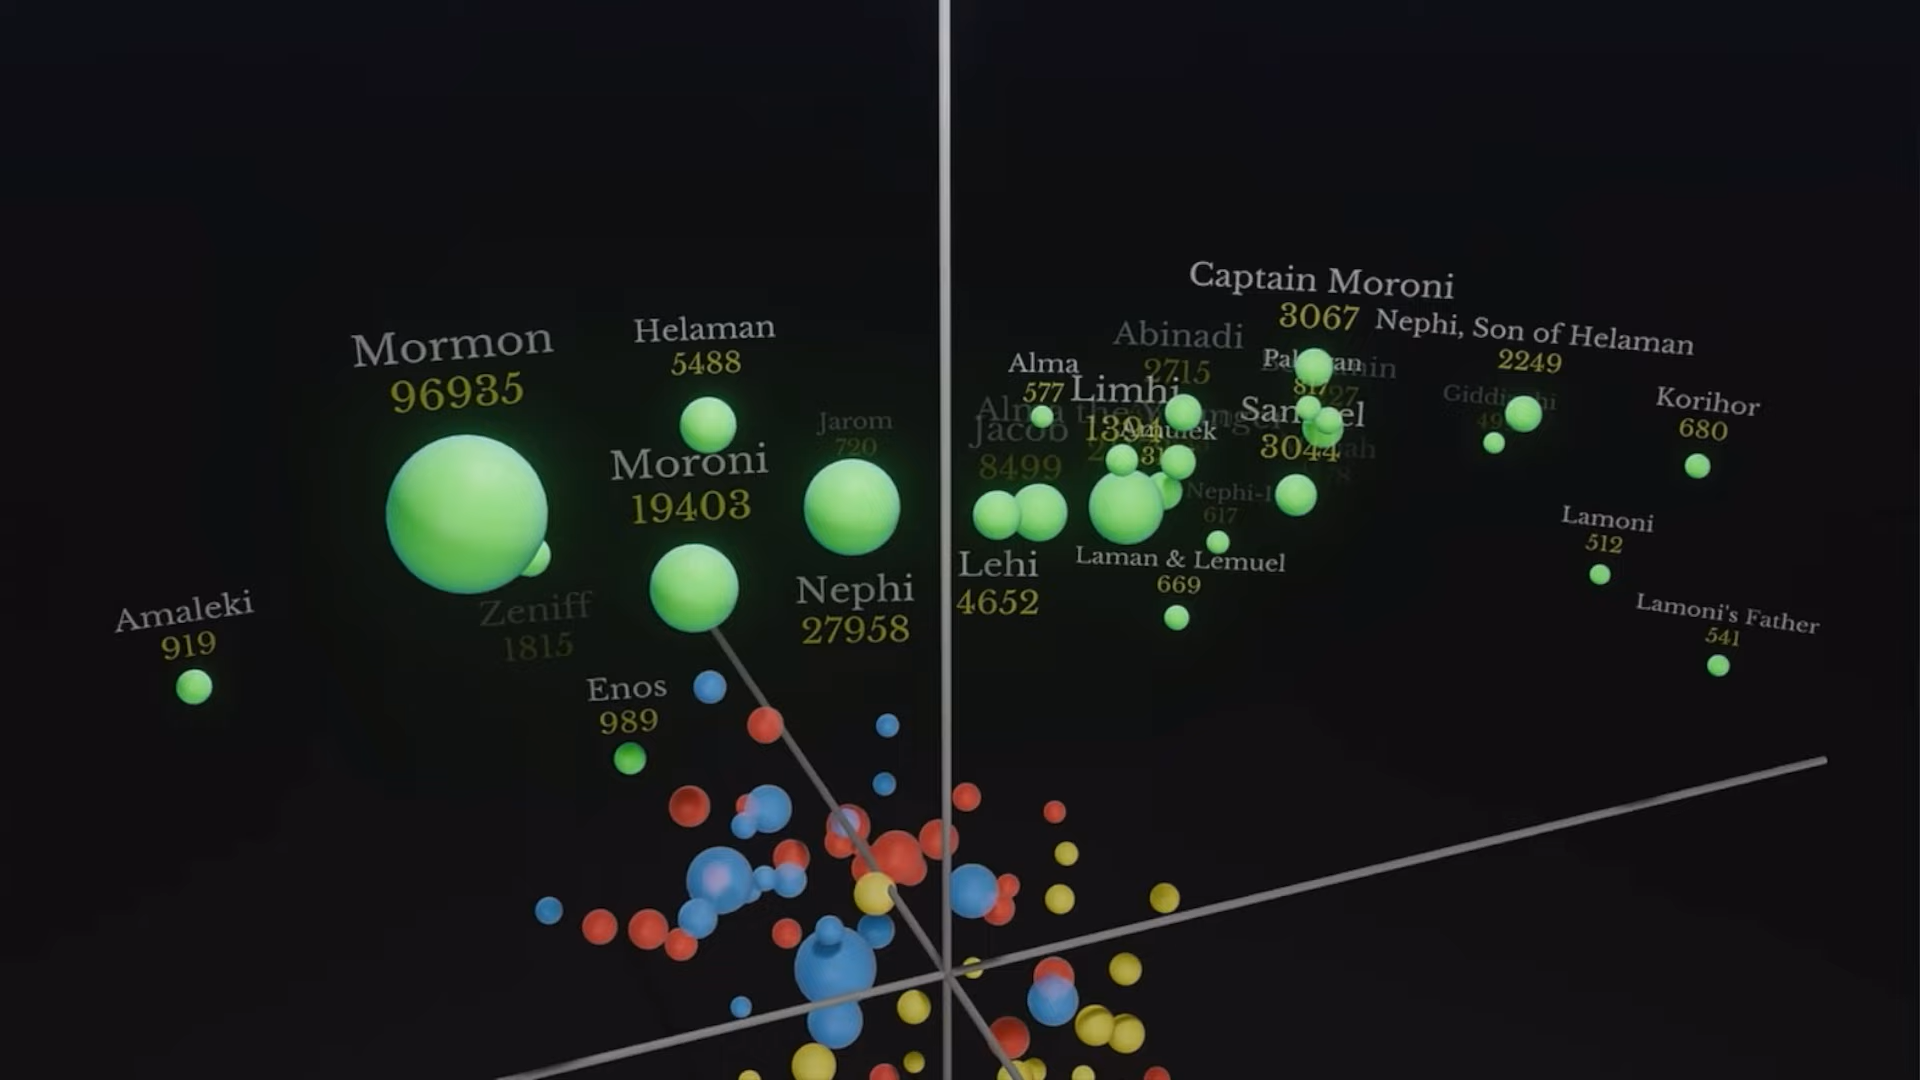 Mormon
96935
Helaman
5488
Moroni
19403
Jarom
720
Nephi
27958
Amaleki
919
Zeniff
1815
Enos
989
Captain Moroni
3067
Nephi, Son of Helaman
2249
Abinadi
2715
Alma
577
Limhi
Jacob
8499
Lehi
4652
Laman & Lemuel
669
617
3044
Korihor
680
Lamoni
512
Lamoni's Father
541